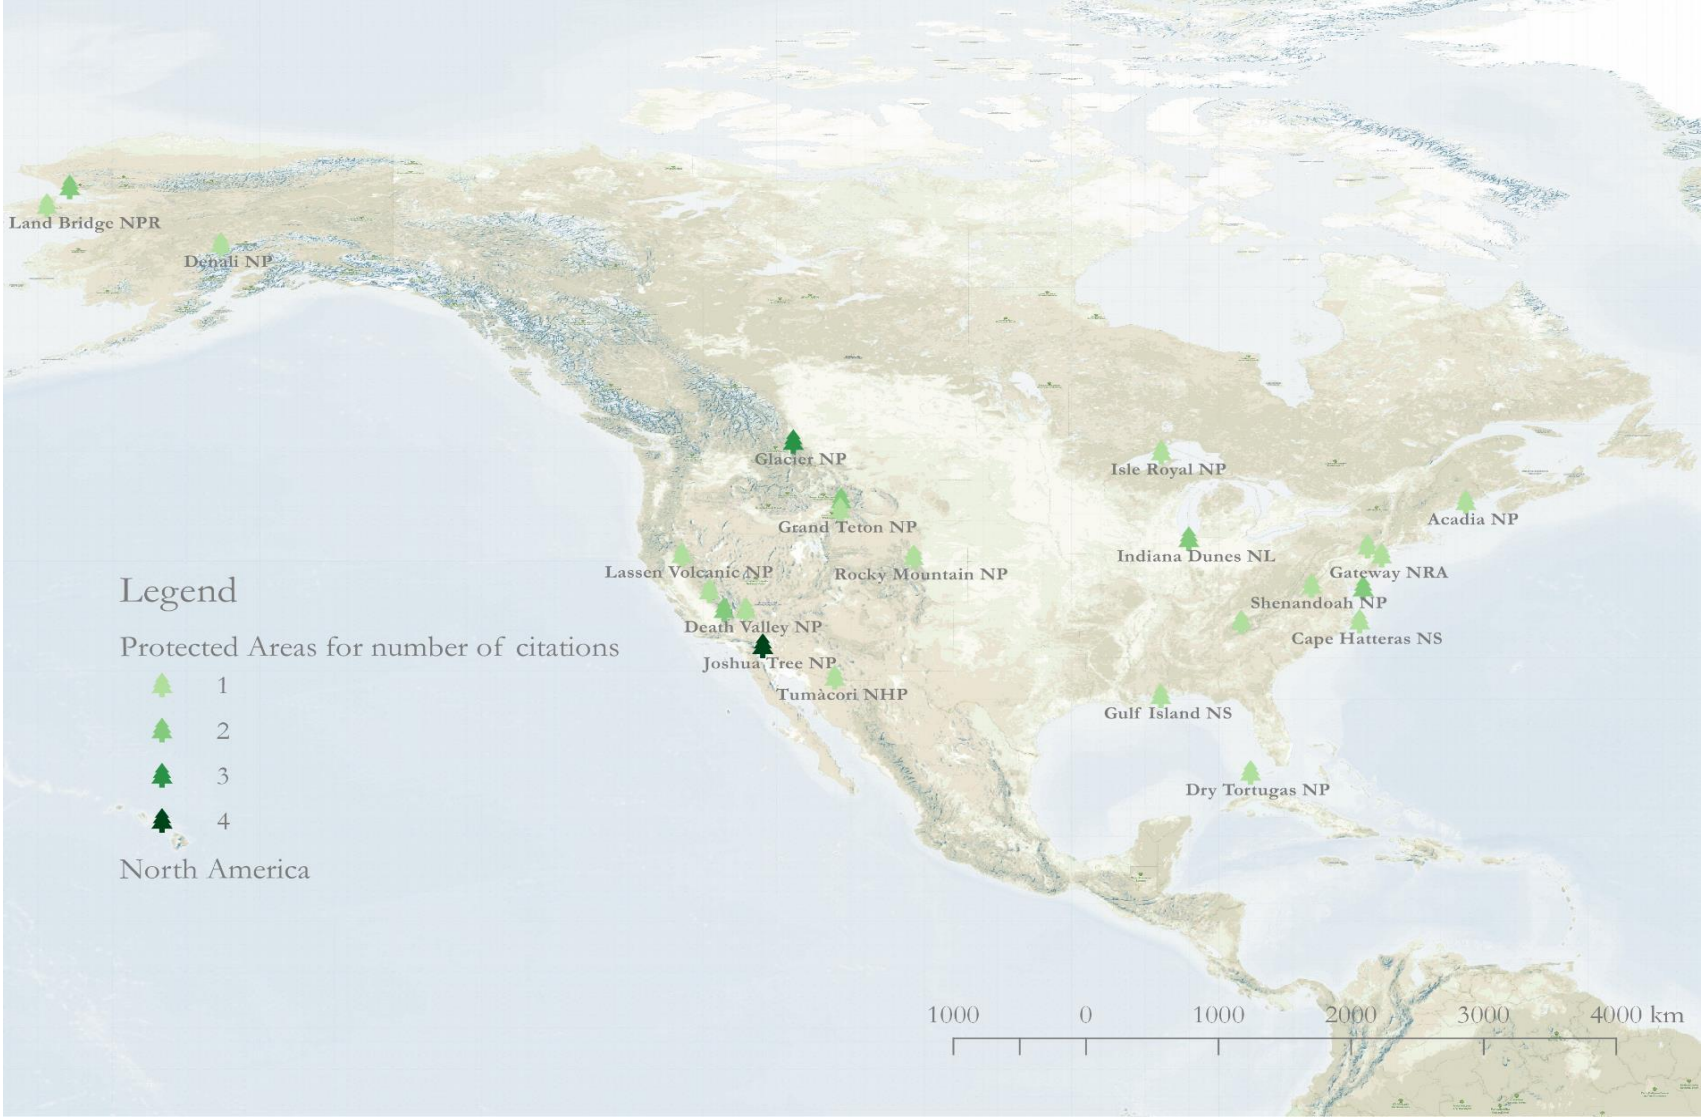 Land Bridge NPR
Denali NP
Glacier NP
Isle Royal NP
Grand Teton NP
Acadia NP
Indiana Dunes NL
Lassen Volcanic NP
Rocky Mountain NP
Gateway NRA
Shenandoah NP
Death Valley NP
Cape Hatteras NS
Joshua Tree NP
Tumàcori NHP
Gulf Island NS
Dry Tortugas NP
Legend
Protected Areas for number of citations
1
2
3
4
North America
1000 0 1000 2000 3000 4000 km